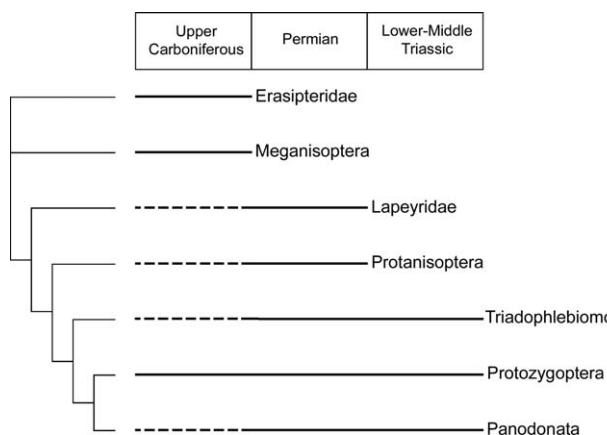 Upper
Carboniferous
Permian
Lower-Middle
Triassic
Erasipteridae
Meganisoptera
Lapeyridae
Protanisoptera
Triadophlebiomo
Protozygoptera
Panodonata